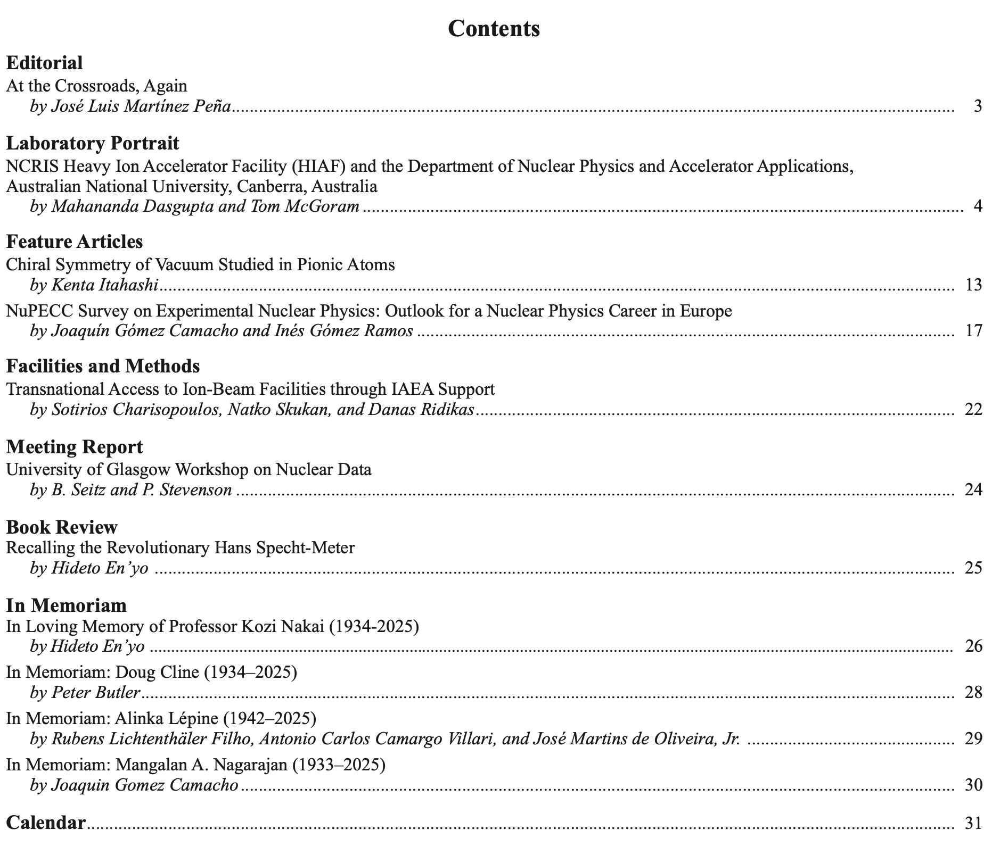 Contents
Editorial
At the Crossroads, Again
by José Luis Martínez Peña........................................................................................................ 3
Laboratory Portrait
NCRIS Heavy Ion Accelerator Facility (HIAF) and the Department of Nuclear Physics and Accelerator Applications,
Australian National University, Canberra, Australia
by Mahananda Dasgupta and Tom McGoram ........................................................................................................ 4
Feature Articles
Chiral Symmetry of Vacuum Studied in Pionic Atoms
by Kenta Itahashi........................................................................................................ 13
NuPECC Survey on Experimental Nuclear Physics: Outlook for a Nuclear Physics Career in Europe
by Joaquín Gómez Camacho and Inés Gómez Ramos ........................................................................................................ 17
Facilities and Methods
Transnational Access to Ion-Beam Facilities through IAEA Support
by Sotirios Charisopoulos, Natko Skukan, and Danas Ridikas........................................................................................................ 22
Meeting Report
University of Glasgow Workshop on Nuclear Data
by B. Seitz and P. Stevenson ........................................................................................................ 24
Book Review
Recalling the Revolutionary Hans Specht-Meter
by Hideto En’yo ........................................................................................................ 25
In Memoriam
In Loving Memory of Professor Kozi Nakai (1934-2025)
by Hideto En’yo ........................................................................................................ 26
In Memoriam: Doug Cline (1934–2025)
by Peter Butler........................................................................................................ 28
In Memoriam: Alinka Lépine (1942–2025)
by Rubens Lichtenthäler Filho, Antonio Carlos Camargo Villari, and José Martins de Oliveira, Jr. .............................................. 29
In Memoriam: Mangalan A. Nagarajan (1933–2025)
by Joaquin Gomez Camacho........................................................................................................ 30
Calendar........................................................................................................ 31